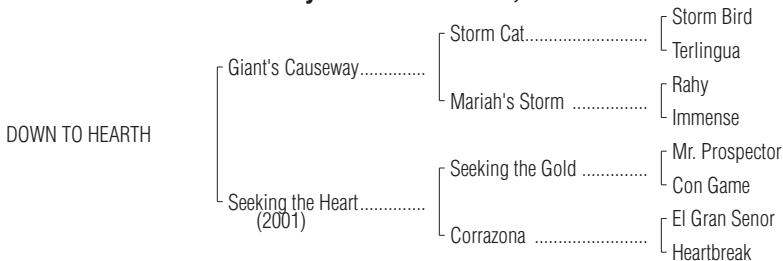 Storm Bird
Storm Cat.........................
Terlingua
Giant's Causeway..............
Rahy
Mariah's Storm ................
Immense
DOWN TO HEARTH
Mr. Prospector
Seeking the Gold ..............
Con Game
Seeking the Heart..............
(2001)
El Gran Senor
Corrazona ........................
Heartbreak